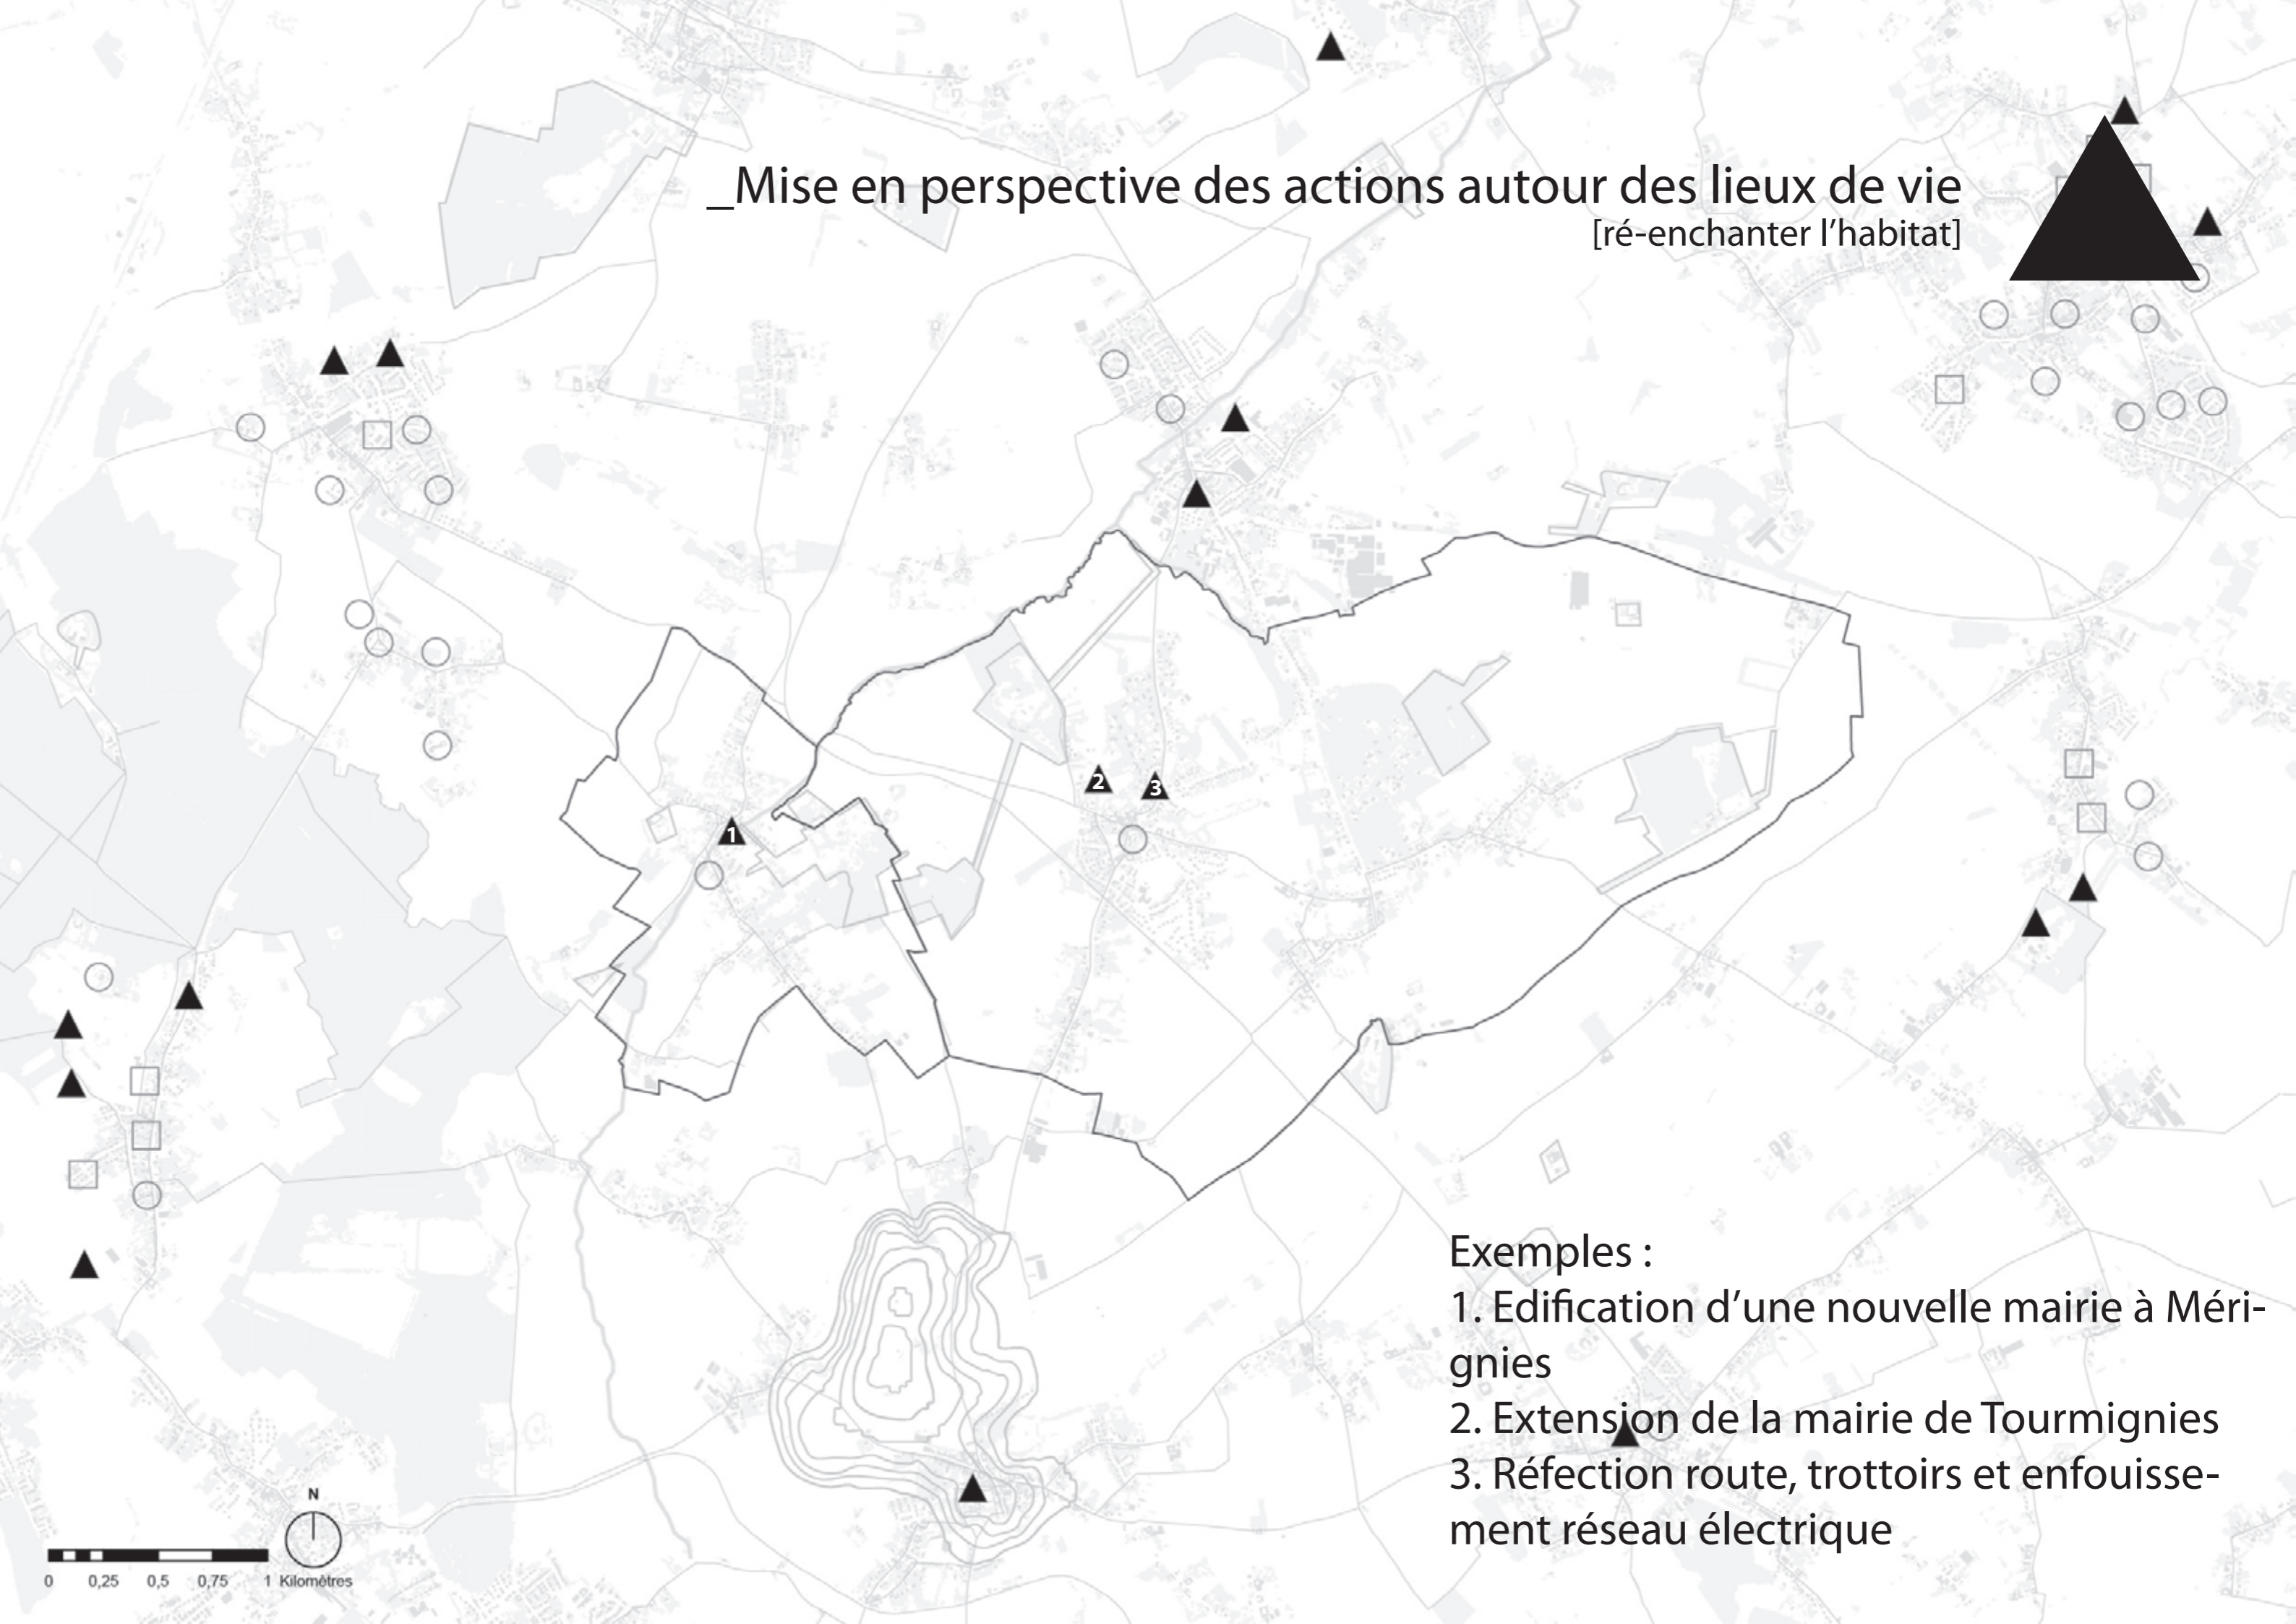 _Mise en perspective des actions autour des lieux de vie
[ré-enchanter l'habitat]
2
3
1
Exemples :
1. Edification d'une nouvelle mairie à Méri-
gnies
2. Extension de la mairie de Tourmignies
3. Réfection route, trottoirs et enfouisse-
ment réseau électrique
N
0 0,25 0,5 0,75 1 Kilomètres